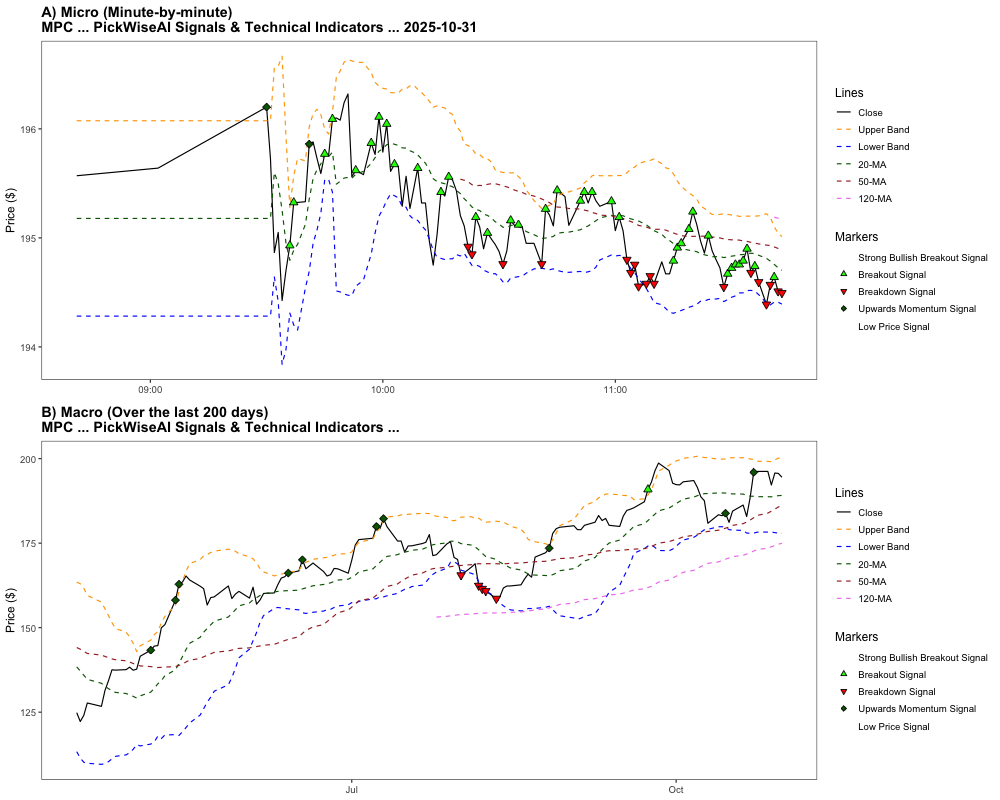 A) Micro (Minute-by-minute)
MPC ... PickWiseAI Signals & Technical Indicators ... 2025-10-31
Price ($)
196
195
194
09:00
10:00
11:00
Lines
Close
Upper Band
Lower Band
20-MA
50-MA
120-MA
Markers
Strong Bullish Breakout Signal
Breakout Signal
Breakdown Signal
Upwards Momentum Signal
Low Price Signal
B) Macro (Over the last 200 days)
MPC ... PickWiseAI Signals & Technical Indicators ...
Price ($)
200
175
150
125
Jul
Oct
Lines
Close
Upper Band
Lower Band
20-MA
50-MA
120-MA
Markers
Strong Bullish Breakout Signal
Breakout Signal
Breakdown Signal
Upwards Momentum Signal
Low Price Signal